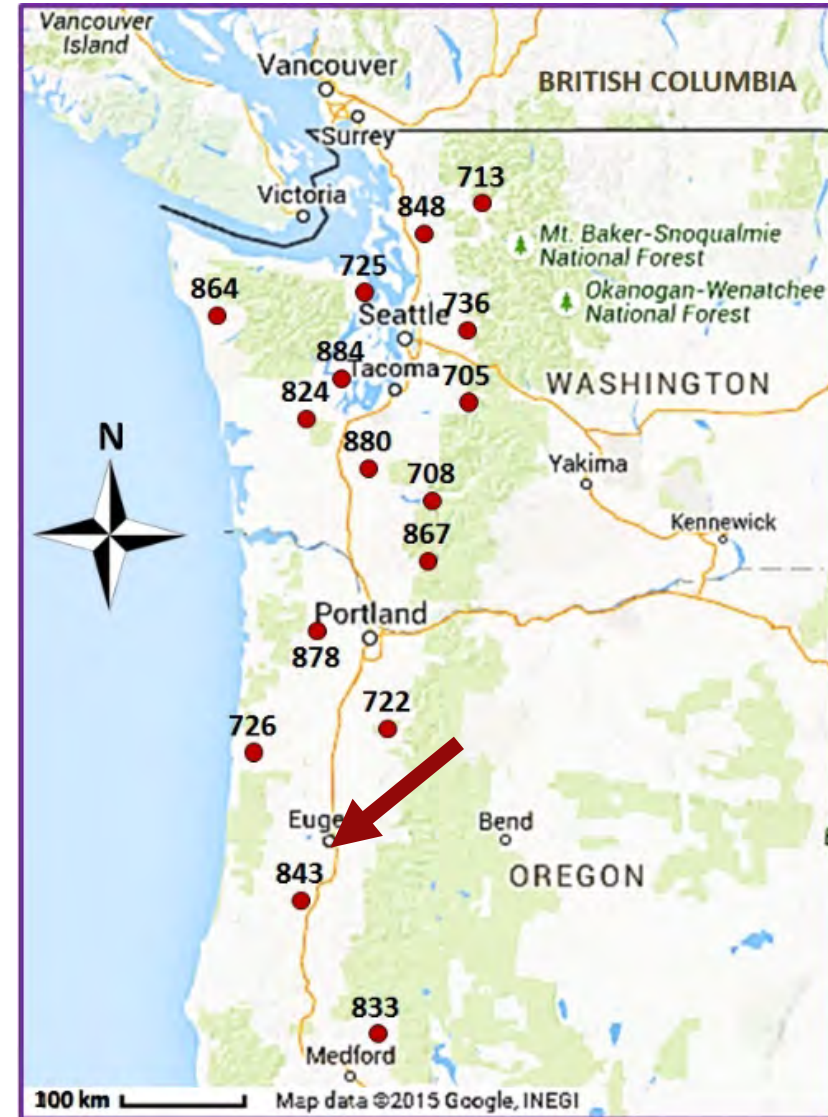 Vancouver
Island
Vancouver
BRITISH COLUMBIA
Surrey
713
Victoria
848
Mt. Baker-Snoqualmie
National Forest
725
864
736
Okanogan-Wenatchee
National Forest
Seattle
884
Tacoma
705
WASHINGTON
824
N
880
708
Yakima
867
Kennewick
Portland
878
722
726
Euge
Bend
843
OREGON
833
Medford
100 km
Map data ©2015 Google, INEGI